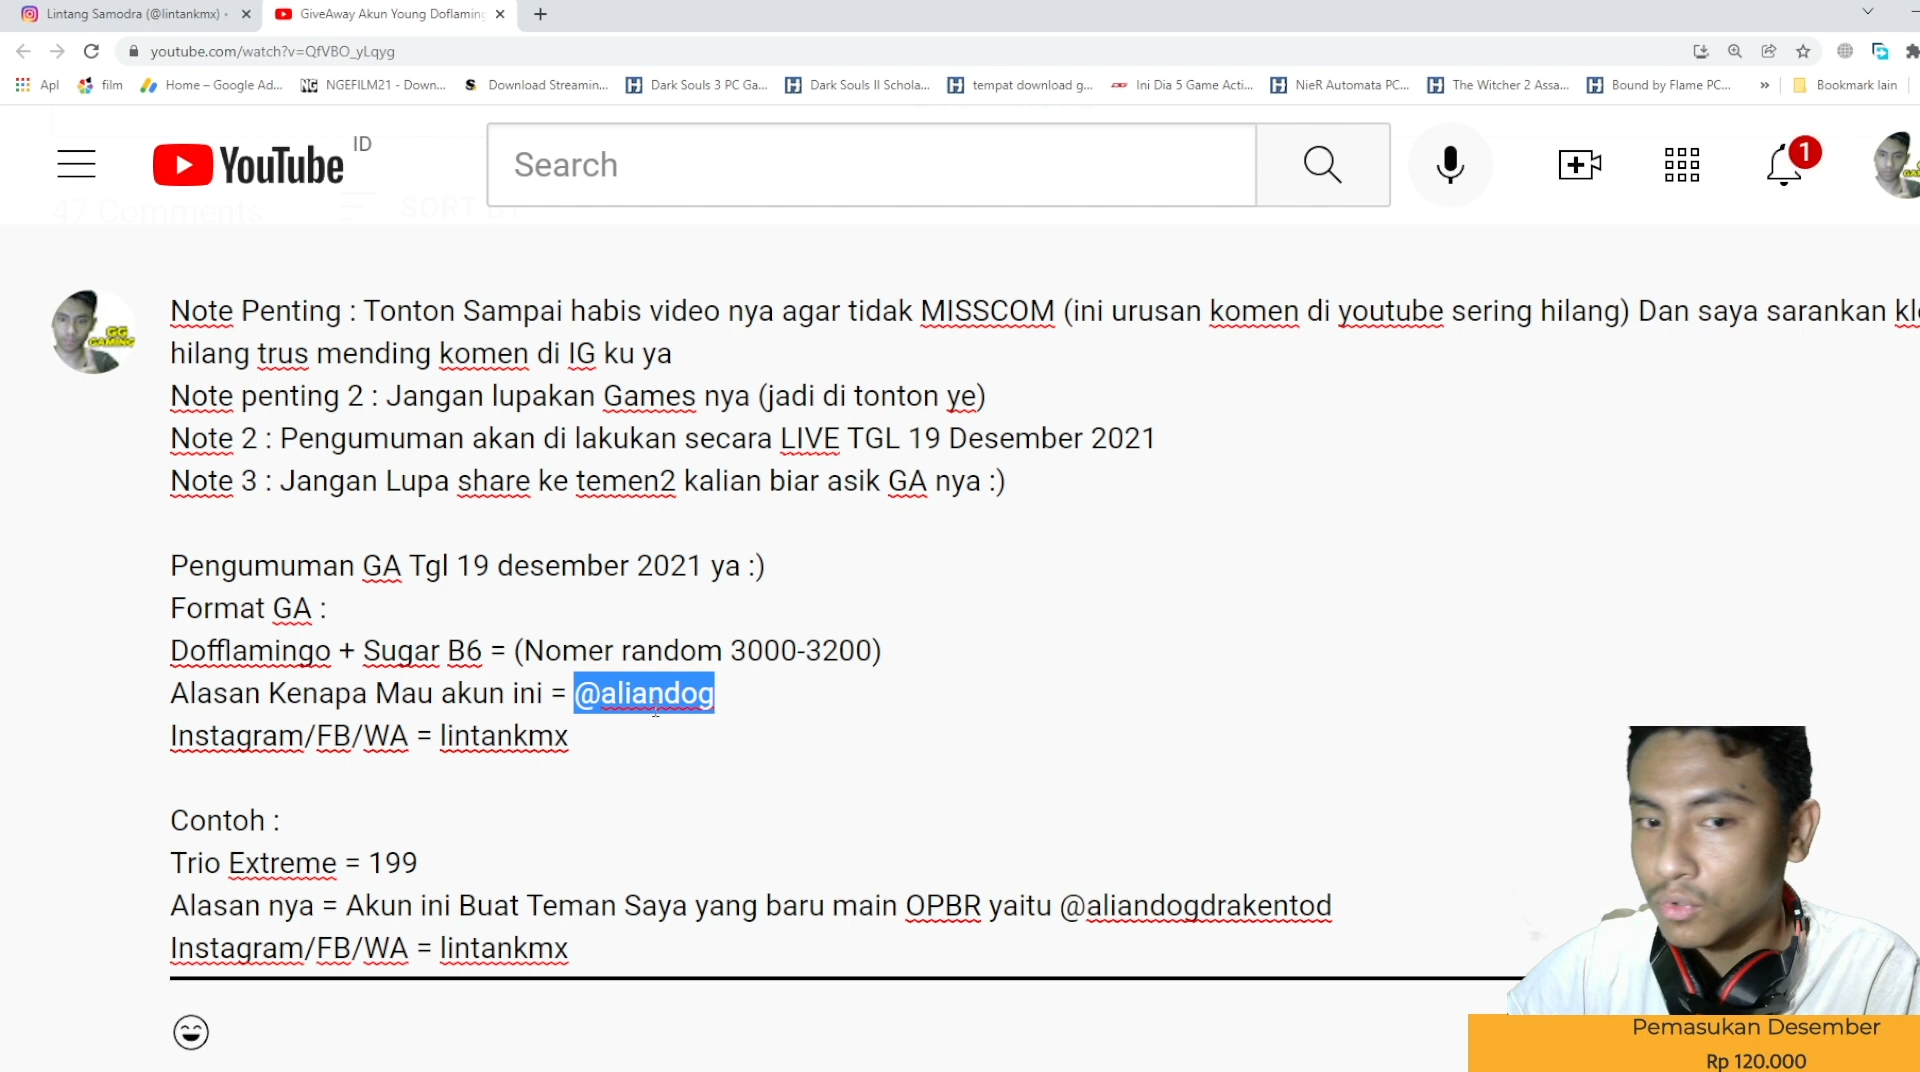 Lintang Samodra (@lintankmx) •
GiveAway Akun Young Doflaming
youtube.com/watch?v=QfVBO_yLqyg
Apl
film
Home – Google Ad...
NGEFILM21 - Down...
Download Streamin...
Dark Souls 3 PC Ga...
Dark Souls II Schola...
tempat download g...
Ini Dia 5 Game Acti...
NieR Automata PC...
The Witcher 2 Assa...
Bound by Flame PC...
»
Bookmark lain
YouTube ID
Search
1
47 Comments
SORT BY
GG GAMING
Note Penting : Tonton Sampai habis video nya agar tidak MISSCOM (ini urusan komen di youtube sering hilang) Dan saya sarankan
hilang trus mending komen di IG ku ya
Note penting 2 : Jangan lupakan Games nya (jadi di tonton ye)
Note 2 : Pengumuman akan di lakukan secara LIVE TGL 19 Desember 2021
Note 3 : Jangan Lupa share ke temen2 kalian biar asik GA nya :)
Pengumuman GA Tgl 19 desember 2021 ya :)
Format GA :
Dofflamingo + Sugar B6 = (Nomer random 3000-3200)
Alasan Kenapa Mau akun ini = @aliandog
Instagram/FB/WA = lintankmx
Contoh :
Trio Extreme = 199
Alasan nya = Akun ini Buat Teman Saya yang baru main OPBR yaitu @aliandogdrakentod
Instagram/FB/WA = lintankmx
Pemasukan Desember
Rp 120.000